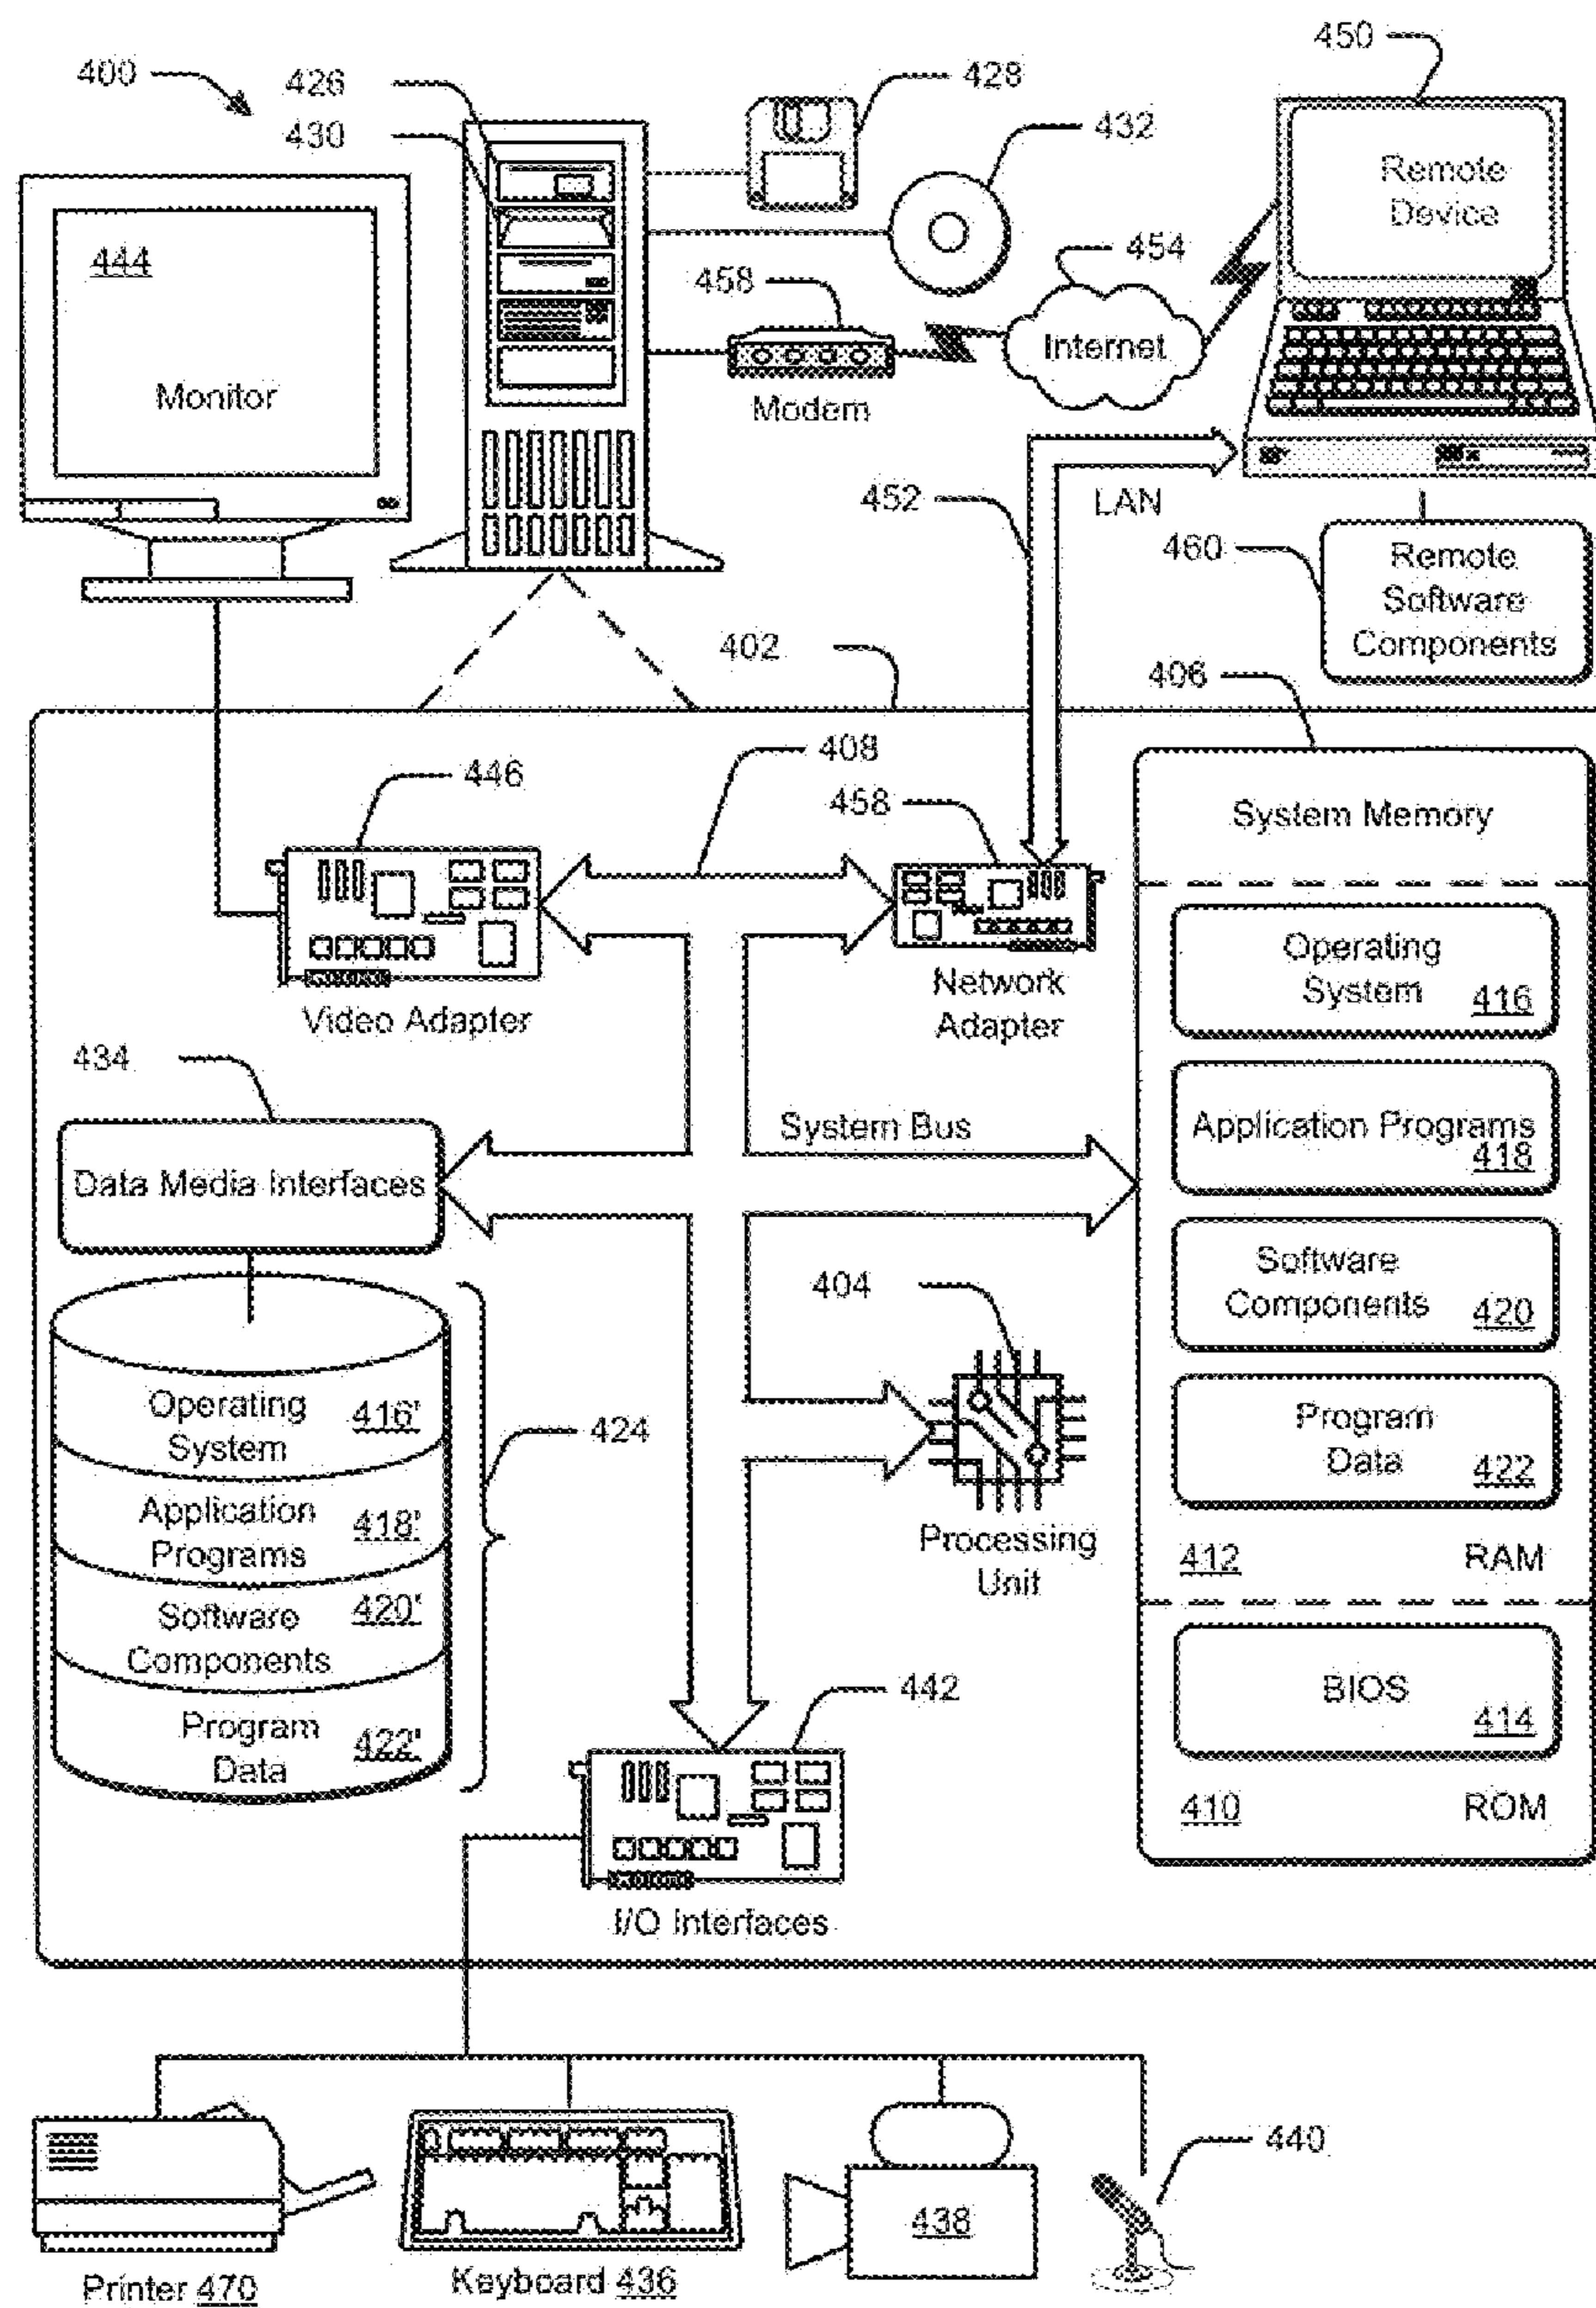 450
400
426
428
430
432
Remote
Device
444
454
458
Internet
Monitor
Modem
452
LAN
460
Remote
Software
Components
402
406
408
446
458
System Memory
Operating
System
416
Network
Adapter
Video Adapter
434
System Bus
Application Programs
418
Data Media Interfaces
Software
Components
420
404
Operating
System
416'
424
Program
Data
422
Application
Programs
418'
Processing
Unit
412
RAM
Software
Components
420'
442
BIOS
414
Program
Data
422'
410
ROM
I/O Interfaces
440
438
Printer 470
Keyboard 436